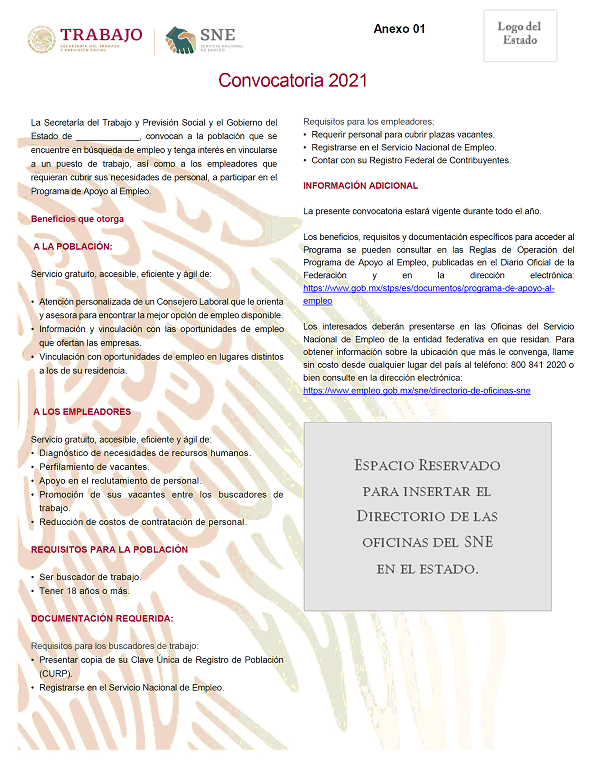 TRABAJO
SECRETARÍA DEL TRABAJO
Y PREVISIÓN SOCIAL
SNE
SERVICIO NACIONAL
DE EMPLEO
Anexo 01
Logo del
Estado
Convocatoria 2021
La Secretaría del Trabajo y Previsión Social y el Gobierno del
Estado de _____________, convocan a la población que se
encuentre en búsqueda de empleo y tenga interés en vincularse
a un puesto de trabajo, así como a los empleadores que
requieran cubrir sus necesidades de personal, a participar en el
Programa de Apoyo al Empleo.
Beneficios que otorga
A LA POBLACIÓN:
Servicio gratuito, accesible, eficiente y ágil de:
• Atención personalizada de un Consejero Laboral que le orienta
y asesora para encontrar la mejor opción de empleo disponible.
• Información y vinculación con las oportunidades de empleo
que ofertan las empresas.
• Vinculación con oportunidades de empleo en lugares distintos
a los de su residencia.
A LOS EMPLEADORES
Servicio gratuito, accesible, eficiente y ágil de:
• Diagnóstico de necesidades de recursos humanos.
• Perfilamiento de vacantes.
• Apoyo en el reclutamiento de personal.
• Promoción de sus vacantes entre los buscadores de
trabajo.
• Reducción de costos de contratación de personal.
REQUISITOS PARA LA POBLACIÓN
• Ser buscador de trabajo.
• Tener 18 años o más.
DOCUMENTACIÓN REQUERIDA:
Requisitos para los buscadores de trabajo:
• Presentar copia de su Clave Única de Registro de Población
(CURP).
• Registrarse en el Servicio Nacional de Empleo.
Requisitos para los empleadores:
• Requerir personal para cubrir plazas vacantes.
• Registrarse en el Servicio Nacional de Empleo.
• Contar con su Registro Federal de Contribuyentes.
INFORMACIÓN ADICIONAL
La presente convocatoria estará vigente durante todo el año.
Los beneficios, requisitos y documentación específicos para acceder al
Programa se pueden consultar en las Reglas de Operación del
Programa de Apoyo al Empleo, publicadas en el Diario Oficial de la
Federación y en la dirección electrónica:
https://www.gob.mx/stps/es/documentos/programa-de-apoyo-al-
empleo
Los interesados deberán presentarse en las Oficinas del Servicio
Nacional de Empleo de la entidad federativa en que residan. Para
obtener información sobre la ubicación que más le convenga, llame
sin costo desde cualquier lugar del país al teléfono: 800 841 2020 o
bien consulte en la dirección electrónica:
https://www.empleo.gob.mx/sne/directorio-de-oficinas-sne
ESPACIO RESERVADO
PARA INSERTAR EL
DIRECTORIO DE LAS
OFICINAS DEL SNE
EN EL ESTADO.